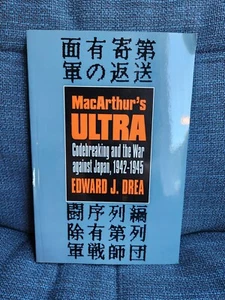 面有寄第
軍の返送
MacArthur's
ULTRA
Codebreaking and the War
against Japan, 1942-1945
EDWARD J. DREA
闘序列編
除有第団
軍戦師列